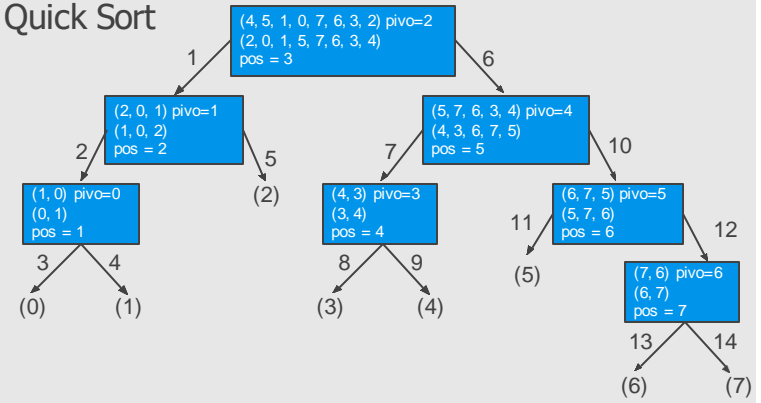 Quick Sort
(4, 5, 1, 0, 7, 6, 3, 2) pivo=2
(2, 0, 1, 5, 7, 6, 3, 4)
pos = 3
1
6
(2, 0, 1) pivo=1
(1, 0, 2)
pos = 2
(5, 7, 6, 3, 4) pivo=4
(4, 3, 6, 7, 5)
pos = 5
2
5
7
10
(2)
(1, 0) pivo=0
(0, 1)
pos = 1
(4, 3) pivo=3
(3, 4)
pos = 4
(6, 7, 5) pivo=5
(5, 7, 6)
pos = 6
11
12
3
4
8
9
(5)
(7, 6) pivo=6
(6, 7)
pos = 7
(0)
(1)
(3)
(4)
13
14
(6)
(7)